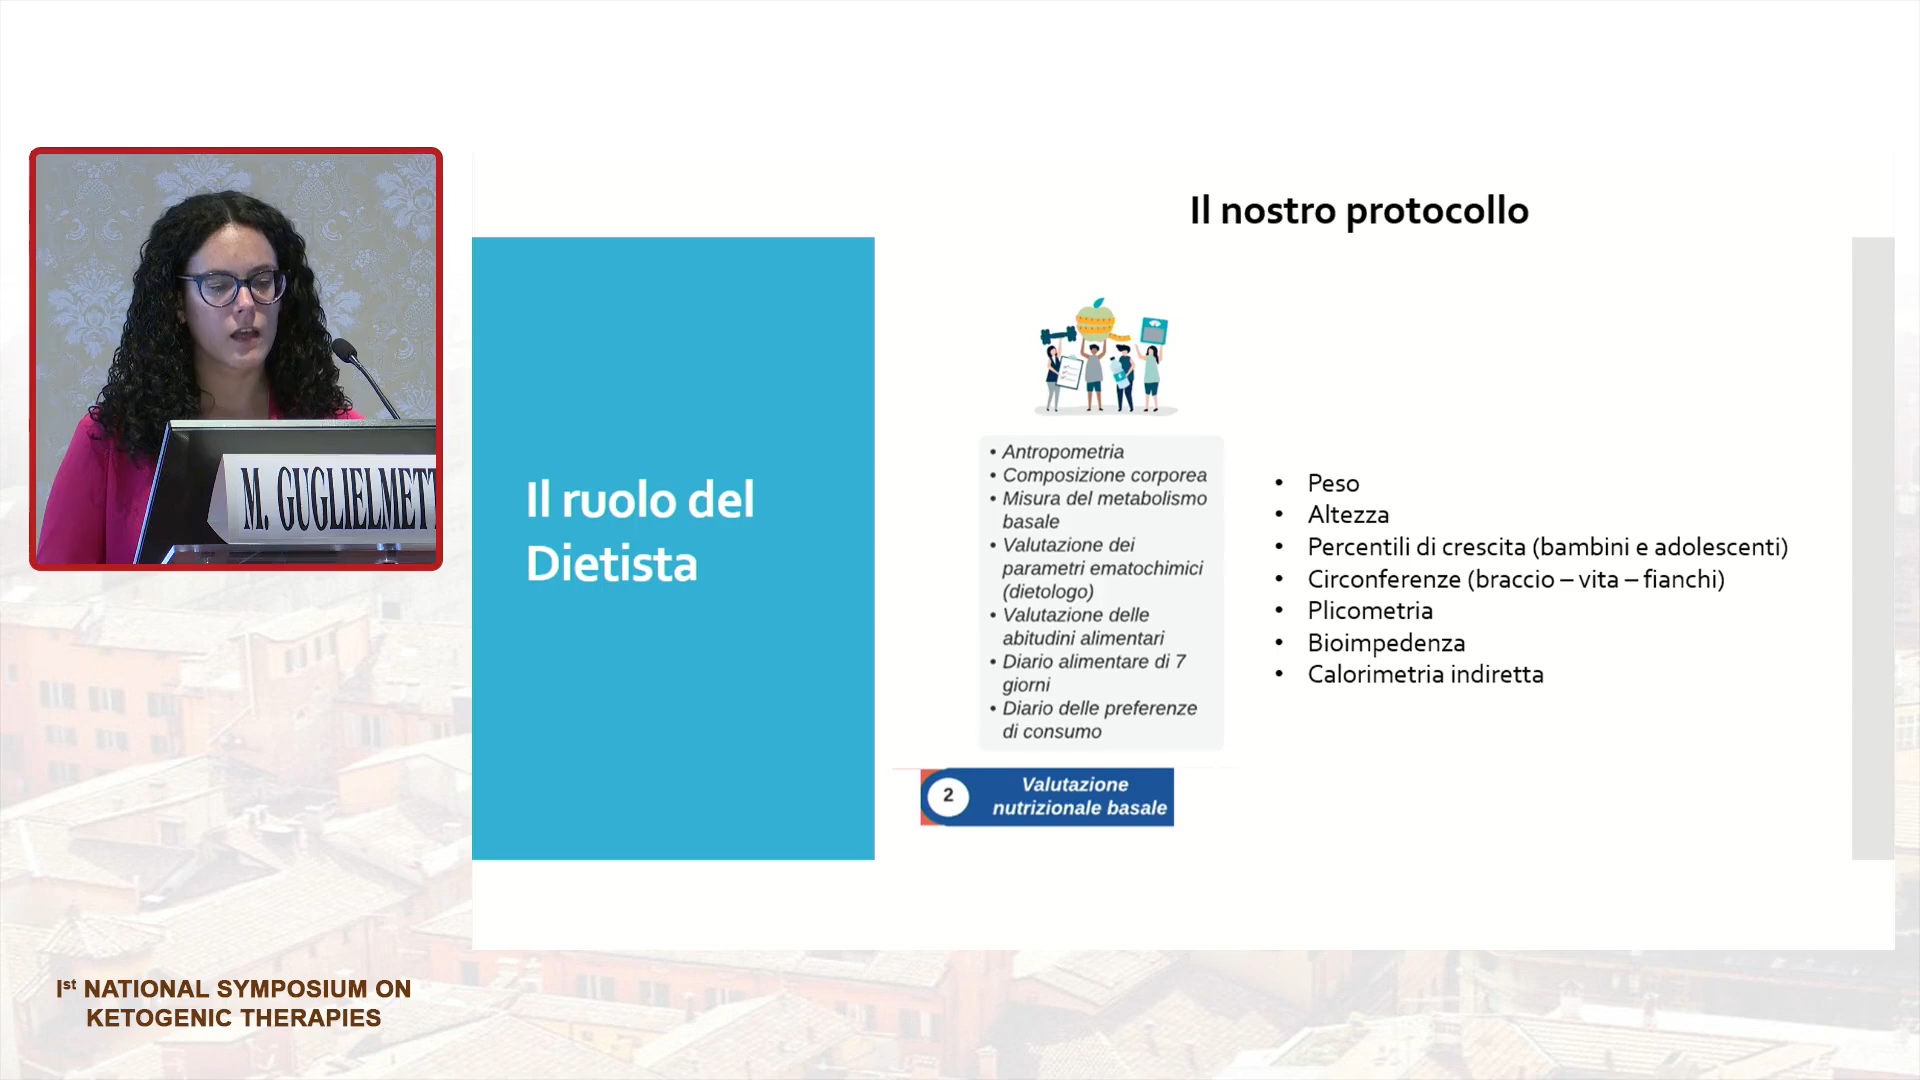 Il nostro protocollo
M. GUGLIELMETT
Il ruolo del
Dietista
• Antropometria
• Composizione corporea
• Misura del metabolismo
basale
• Valutazione dei
parametri ematochimici
(dietologo)
• Valutazione delle
abitudini alimentari
• Diario alimentare di 7
giorni
• Diario delle preferenze
di consumo
• Peso
• Altezza
• Percentili di crescita (bambini e adolescenti)
• Circonferenze (braccio – vita – fianchi)
• Plicometria
• Bioimpedenza
• Calorimetria indiretta
2
Valutazione
nutrizionale basale
Ist NATIONAL SYMPOSIUM ON
KETOGENIC THERAPIES